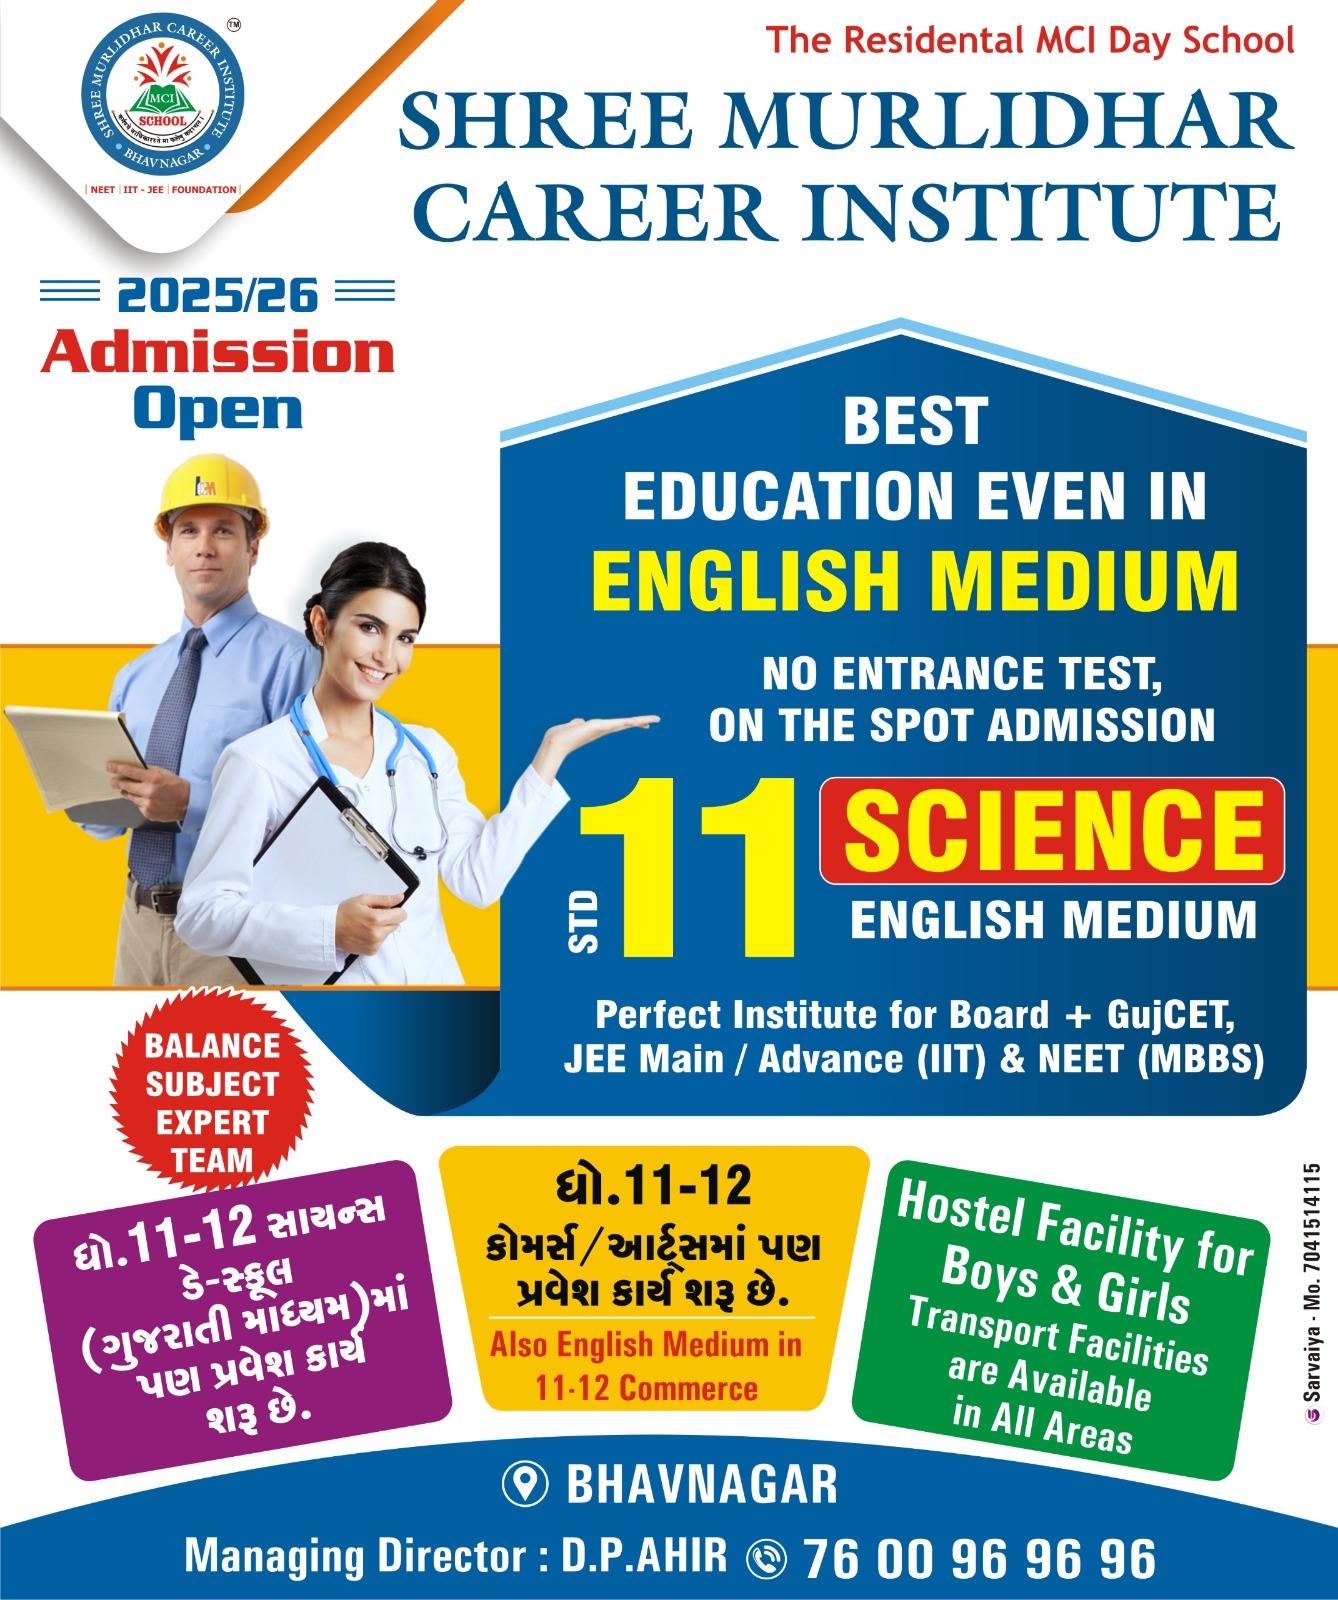 SHREE MURLIDHAR CAREER INSTITUTE
TM
MCI
SCHOOL
• BHAVNAGAR •
| NEET | IIT - JEE | FOUNDATION |
The Residental MCI Day School
SHREE MURLIDHAR
CAREER INSTITUTE
2025/26
Admission
Open
BEST
EDUCATION EVEN IN
ENGLISH MEDIUM
NO ENTRANCE TEST,
ON THE SPOT ADMISSION
STD 11 SCIENCE
ENGLISH MEDIUM
Perfect Institute for Board + GujCET,
JEE Main / Advance (IIT) & NEET (MBBS)
BALANCE
SUBJECT
EXPERT
TEAM
ધો.11-12 સાયન્સ
ડે-સ્કૂલ
(ગુજરાતી માધ્યમ)માં
પણ પ્રવેશ કાર્ય
શરૂ છે.
ધો.11-12
કોમર્સ/આર્ટ્સમાં પણ
પ્રવેશ કાર્ય શરૂ છે.
Also English Medium in
11-12 Commerce
Hostel Facility for
Boys & Girls
Transport Facilities
are Available
in All Areas
Sarvaiya - Mo. 7041514115
BHAVNAGAR
Managing Director : D.P.AHIR 76 00 96 96 96